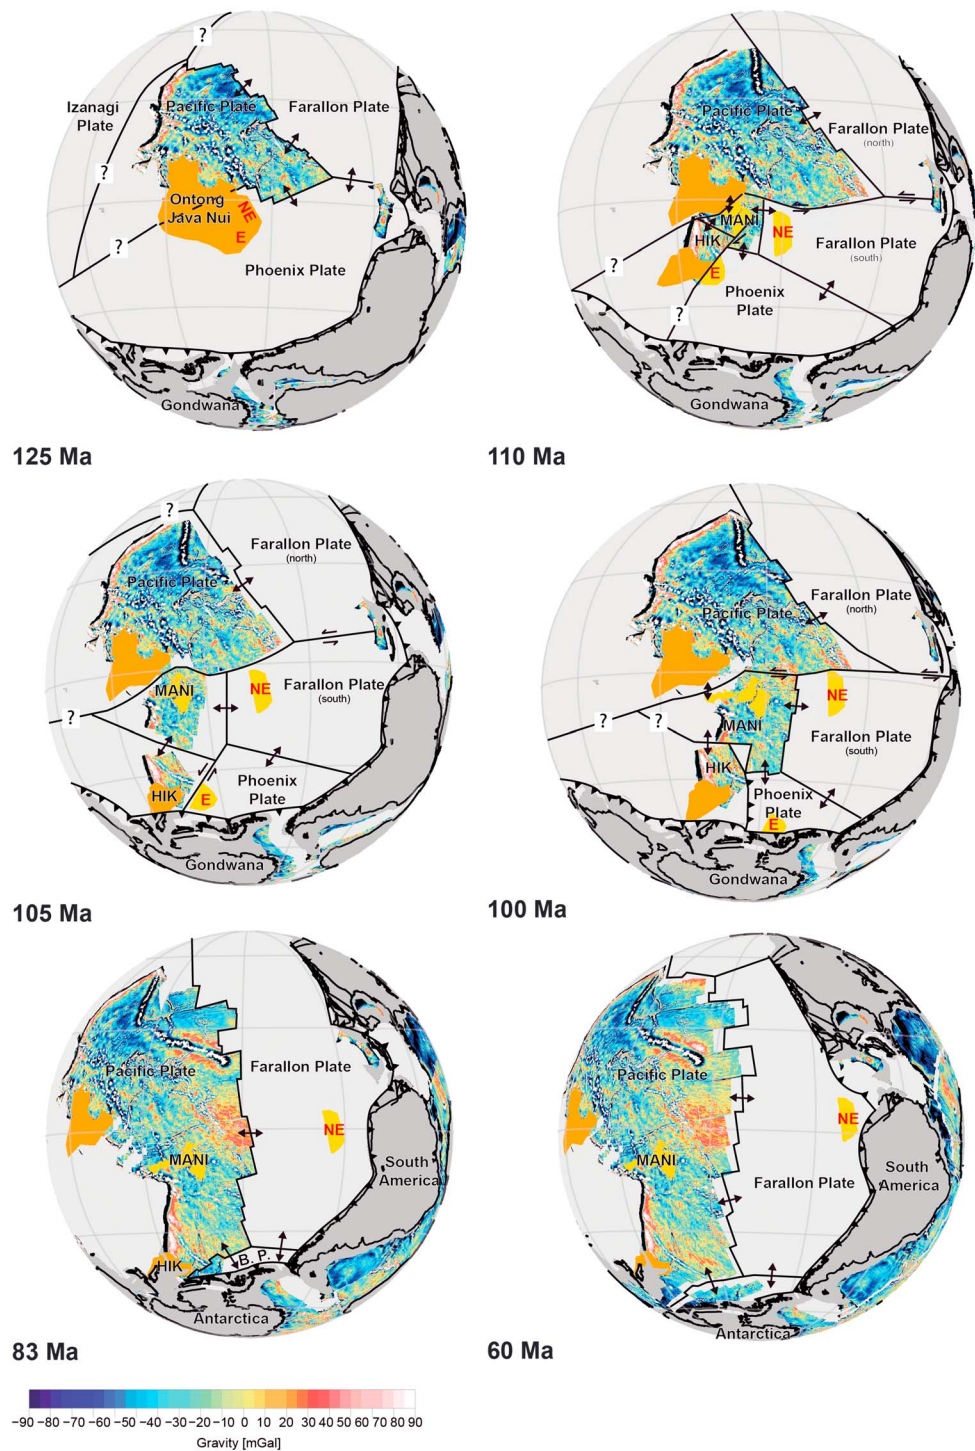 ?
Izanagi
Plate
Pacific Plate
Farallon Plate
?
Ontong
Java Nui
NE
E
?
Phoenix Plate
Gondwana
125 Ma
Pacific Plate
Farallon Plate
(north)
MANI
HIK
NE
Farallon Plate
(south)
?
E
Phoenix
Plate
?
Gondwana
110 Ma
?
Farallon Plate
(north)
Pacific Plate
MANI
NE
Farallon Plate
(south)
?
HIK
E
Phoenix
Plate
Gondwana
105 Ma
Farallon Plate
(north)
Pacific Plate
NE
MANI
?
?
Farallon Plate
(south)
HIK
Phoenix
Plate
E
Gondwana
100 Ma
Pacific Plate
Farallon Plate
NE
MANI
South
America
HIK
B. P.
Antarctica
83 Ma
Pacific Plate
NE
MANI
Farallon Plate
South
America
HIK
Antarctica
60 Ma
−90 −80 −70 −60 −50 −40 −30 −20 −10 0 10 20 30 40 50 60 70 80 90
Gravity [mGal]